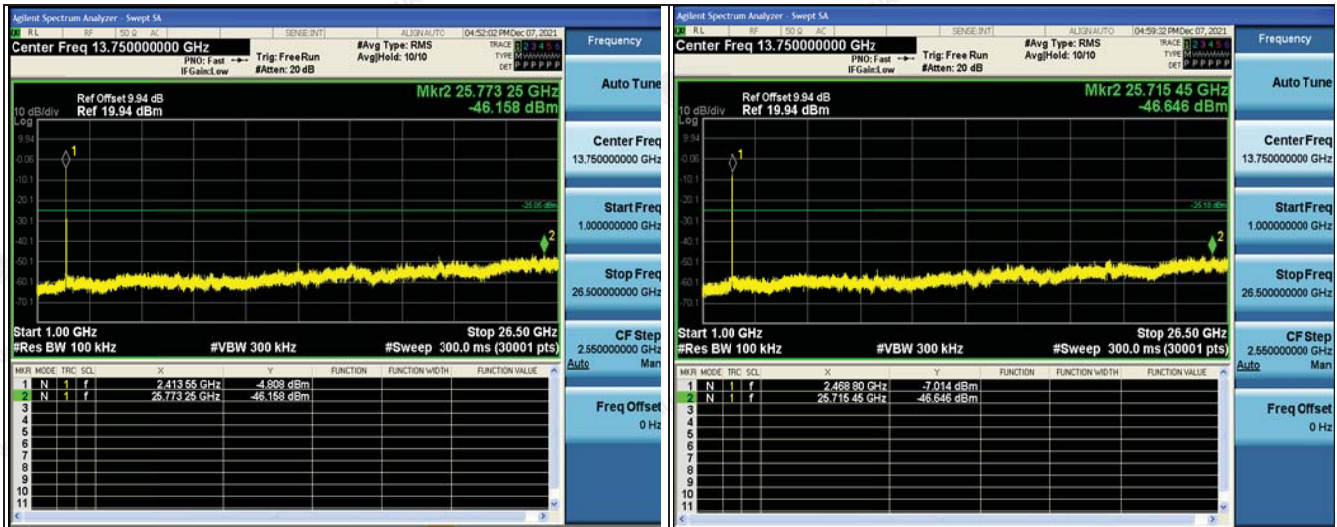 Agilent Spectrum Analyzer - Swept SA
RL RF 50 Ω AC SENSE:INT ALIGN AUTO 04:52:02 PM Dec 07, 2021
Center Freq 13.750000000 GHz
PNO: Fast
IFGain:Low
Trig: Free Run
#Atten: 20 dB
#Avg Type: RMS
Avg|Hold: 10/10
TRACE 1 2 3 4 5 6
TYPE M
DET P P P P P P
Frequency
Mkr2 25.773 25 GHz
-46.158 dBm
Ref Offset 9.94 dB
10 dB/div Ref 19.94 dBm
Log
9.94
-0.06
-10.1
-20.1
-30.1
-40.1
-50.1
-60.1
-70.1
1
-25.05 dBm
2
Start 1.00 GHz
Stop 26.50 GHz
#Res BW 100 kHz #VBW 300 kHz #Sweep 300.0 ms (30001 pts)
MKR MODE TRC SCL X Y FUNCTION FUNCTION WIDTH FUNCTION VALUE
1 N 1 f 2.413 55 GHz -4.808 dBm
2 N 1 f 25.773 25 GHz -46.158 dBm
3
4
5
6
7
8
9
10
11
Auto Tune
Center Freq
13.750000000 GHz
Start Freq
1.000000000 GHz
Stop Freq
26.500000000 GHz
CF Step
2.550000000 GHz
Auto Man
Freq Offset
0 Hz
Agilent Spectrum Analyzer - Swept SA
RL RF 50 Ω AC SENSE:INT ALIGN AUTO 04:59:32 PM Dec 07, 2021
Center Freq 13.750000000 GHz
PNO: Fast
IFGain:Low
Trig: Free Run
#Atten: 20 dB
#Avg Type: RMS
Avg|Hold: 10/10
TRACE 1 2 3 4 5 6
TYPE M
DET P P P P P P
Frequency
Mkr2 25.715 45 GHz
-46.646 dBm
Ref Offset 9.94 dB
10 dB/div Ref 19.94 dBm
Log
9.94
-0.06
-10.1
-20.1
-30.1
-40.1
-50.1
-60.1
-70.1
1
-25.18 dBm
2
Start 1.00 GHz
Stop 26.50 GHz
#Res BW 100 kHz #VBW 300 kHz #Sweep 300.0 ms (30001 pts)
MKR MODE TRC SCL X Y FUNCTION FUNCTION WIDTH FUNCTION VALUE
1 N 1 f 2.468 80 GHz -7.014 dBm
2 N 1 f 25.715 45 GHz -46.646 dBm
3
4
5
6
7
8
9
10
11
Auto Tune
Center Freq
13.750000000 GHz
Start Freq
1.000000000 GHz
Stop Freq
26.500000000 GHz
CF Step
2.550000000 GHz
Auto Man
Freq Offset
0 Hz